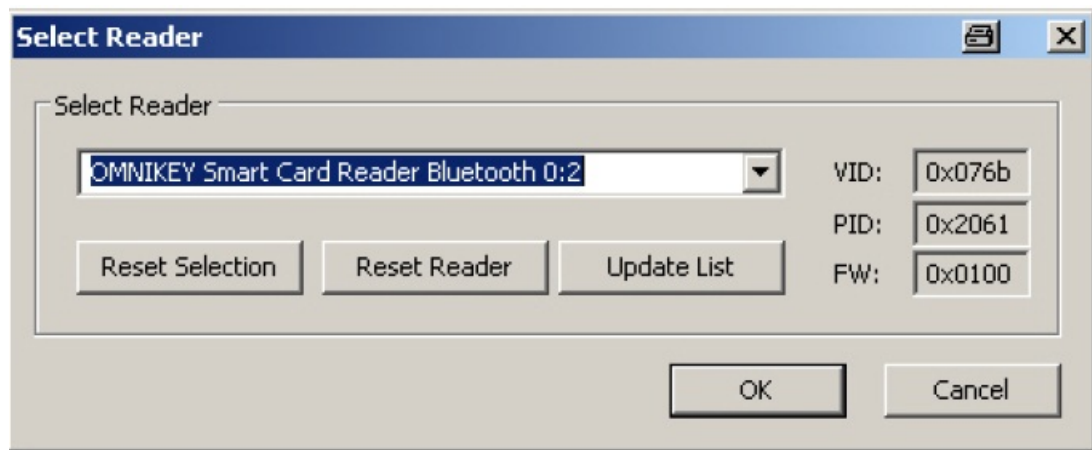 Select Reader
Select Reader
OMNIKEY Smart Card Reader Bluetooth 0:2
VID: 0x076b
PID: 0x2061
Reset Selection Reset Reader Update List
FW: 0x0100
OK Cancel